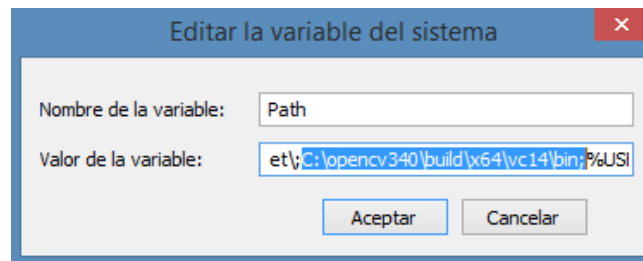 Editar la variable del sistema
Nombre de la variable: Path
Valor de la variable: et\;C:\opencv340\build\x64\vc14\bin;%USI
Aceptar Cancelar